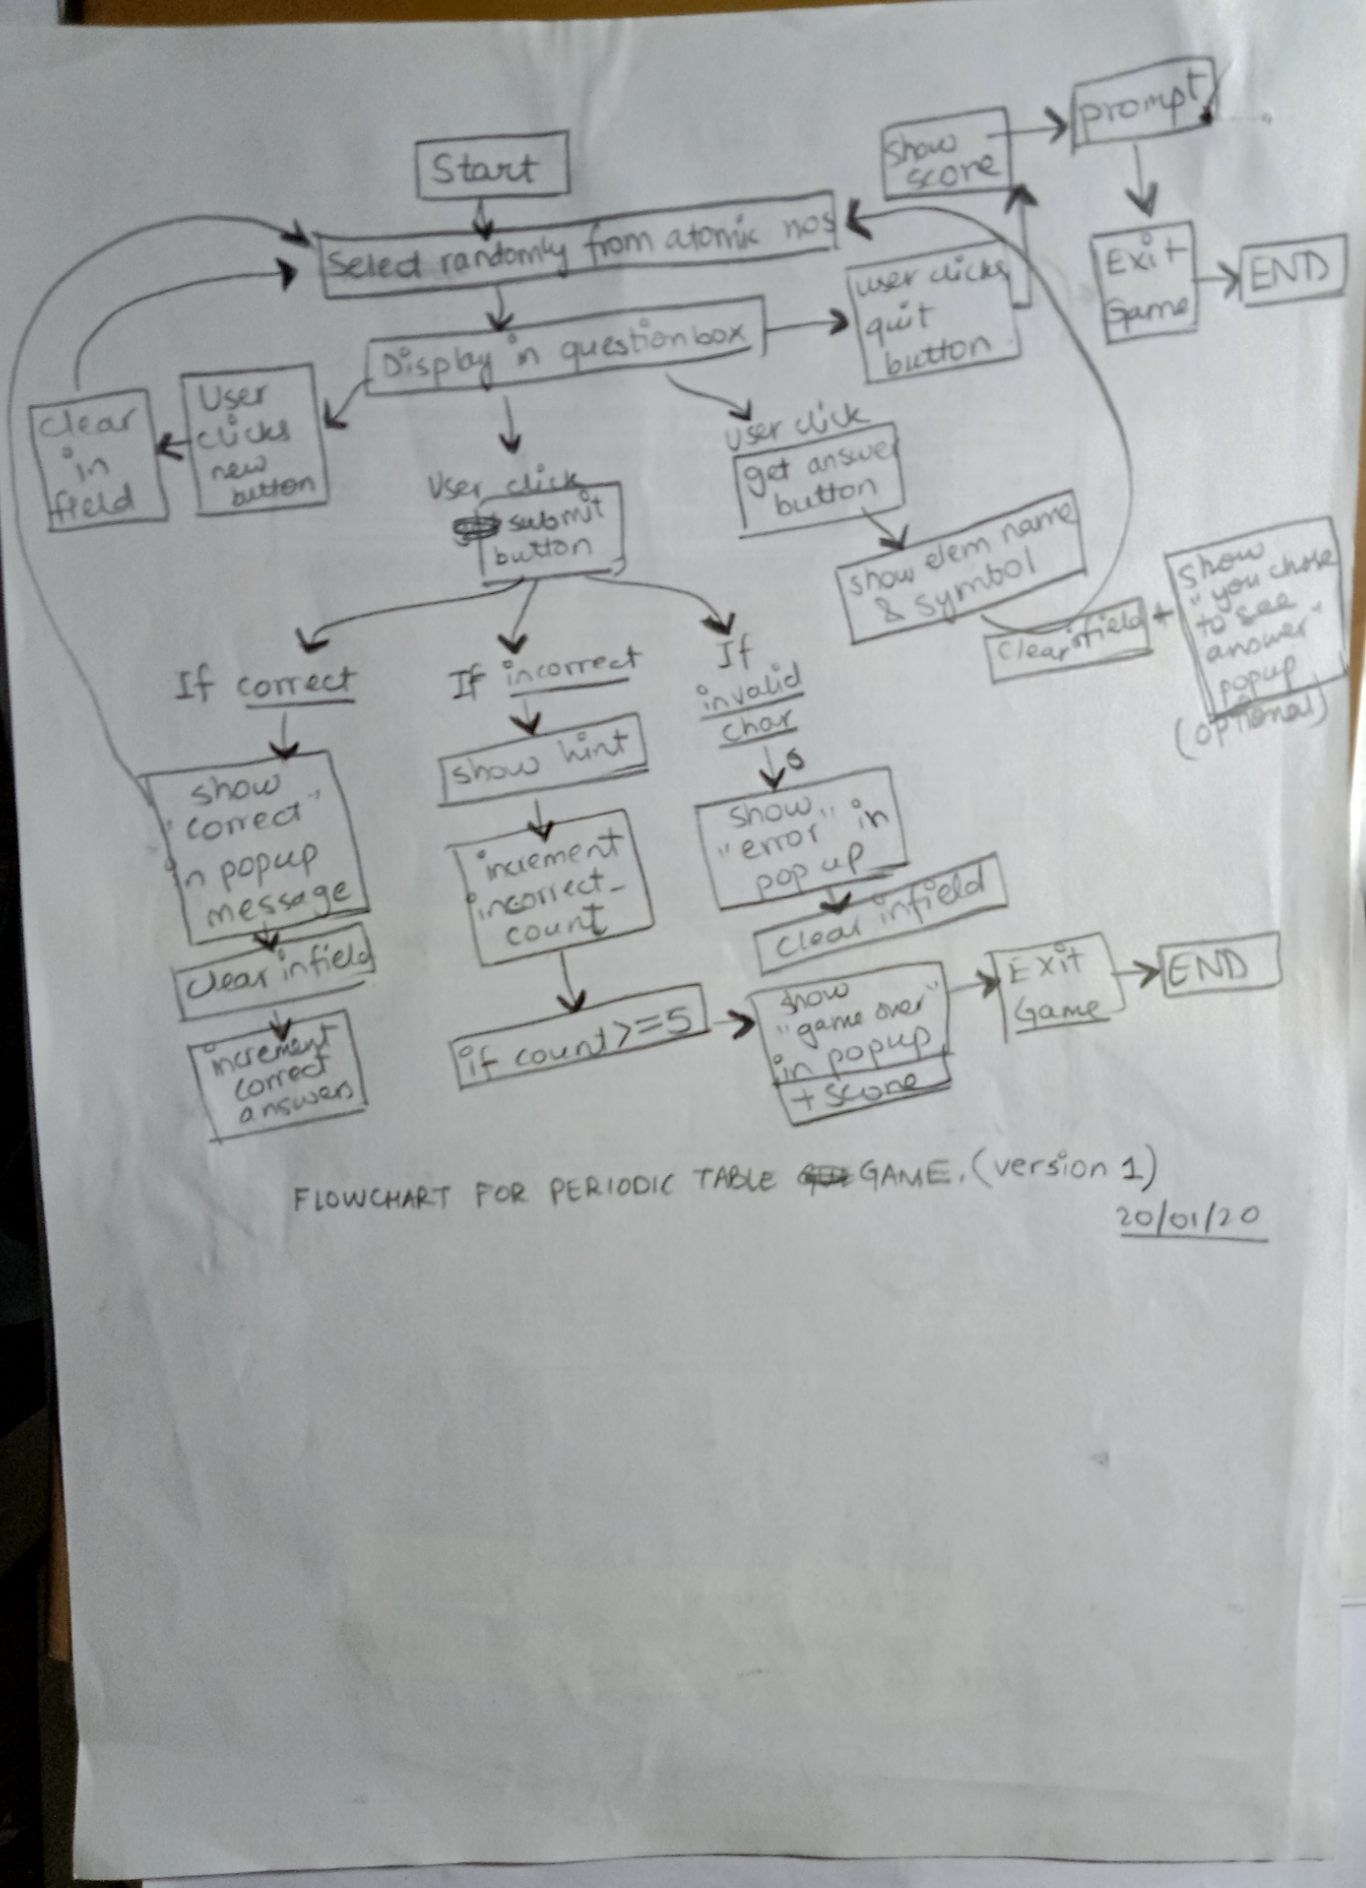 Start
Select randomly from atomic nos
Display in question box
show
score
prompt
Exit
Game
END
user clicks
quit
button
User
clicks
new
button
clear
in
field
User click
submit
button
user click
get answer
button
show elem name
& symbol
clear infield
+
show
"you chose
to see
answer"
popup
(optional)
If correct
show
"correct"
in popup
message
clear infield
increment
correct
answers
If incorrect
show hint
increment
incorrect_
count
if count>=5
If
invalid
char
show
"error" in
pop up
clear infield
show
"game over"
in popup
+ score
Exit
Game
END
FLOWCHART FOR PERIODIC TABLE GAME. (version 1)
20/01/20